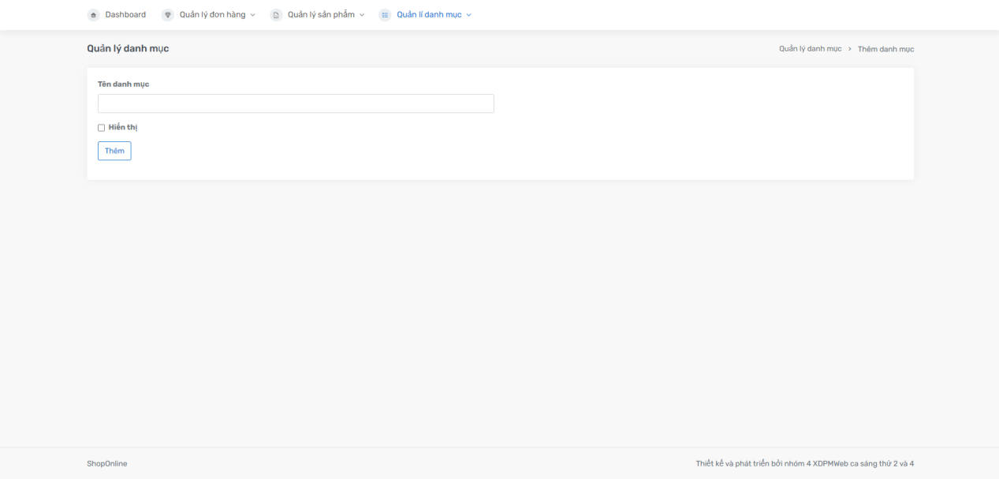 Dashboard Quản lý đơn hàng Quản lý sản phẩm Quản lí danh mục
Quản lý danh mục Quản lý danh mục > Thêm danh mục
Tên danh mục
Hiển thị
Thêm
ShopOnline Thiết kế và phát triển bởi nhóm 4 XDPMWeb ca sáng thứ 2 và 4